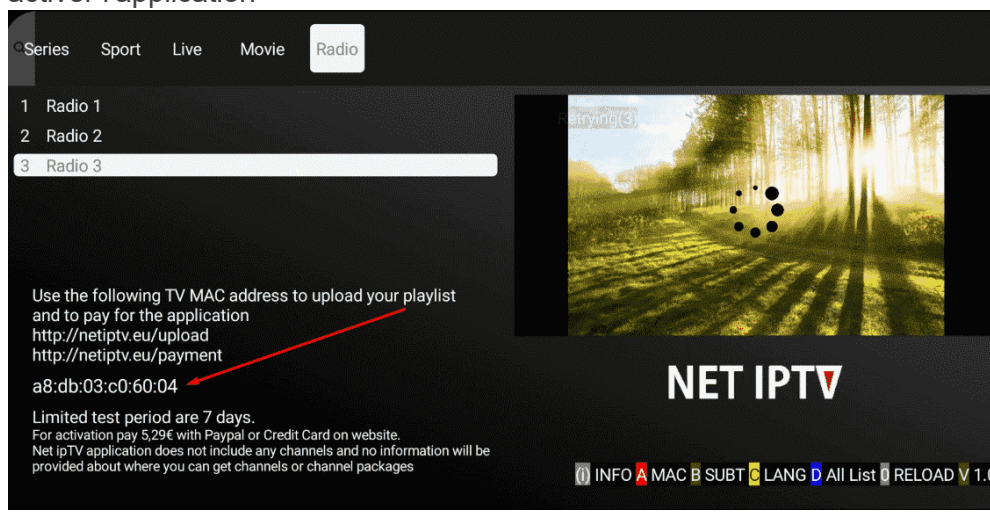 Series Sport Live Movie Radio
1 Radio 1
2 Radio 2
3 Radio 3
Retrying(3)
Use the following TV MAC address to upload your playlist
and to pay for the application
http://netiptv.eu/upload
http://netiptv.eu/payment
a8:db:03:c0:60:04
Limited test period are 7 days.
For activation pay 5,29€ with Paypal or Credit Card on website.
Net ipTV application does not include any channels and no information will be
provided about where you can get channels or channel packages
NET IPTV
(i) INFO A MAC B SUBT C LANG D All List 0 RELOAD V 1.0